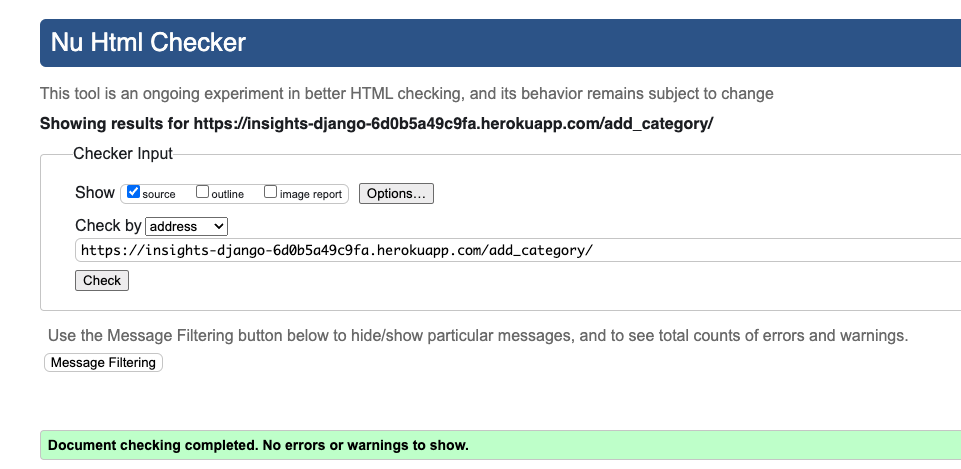 Nu Html Checker
This tool is an ongoing experiment in better HTML checking, and its behavior remains subject to change
Showing results for https://insights-django-6d0b5a49c9fa.herokuapp.com/add_category/
Checker Input
Show source outline image report Options...
Check by address
https://insights-django-6d0b5a49c9fa.herokuapp.com/add_category/
Check
Use the Message Filtering button below to hide/show particular messages, and to see total counts of errors and warnings.
Message Filtering
Document checking completed. No errors or warnings to show.